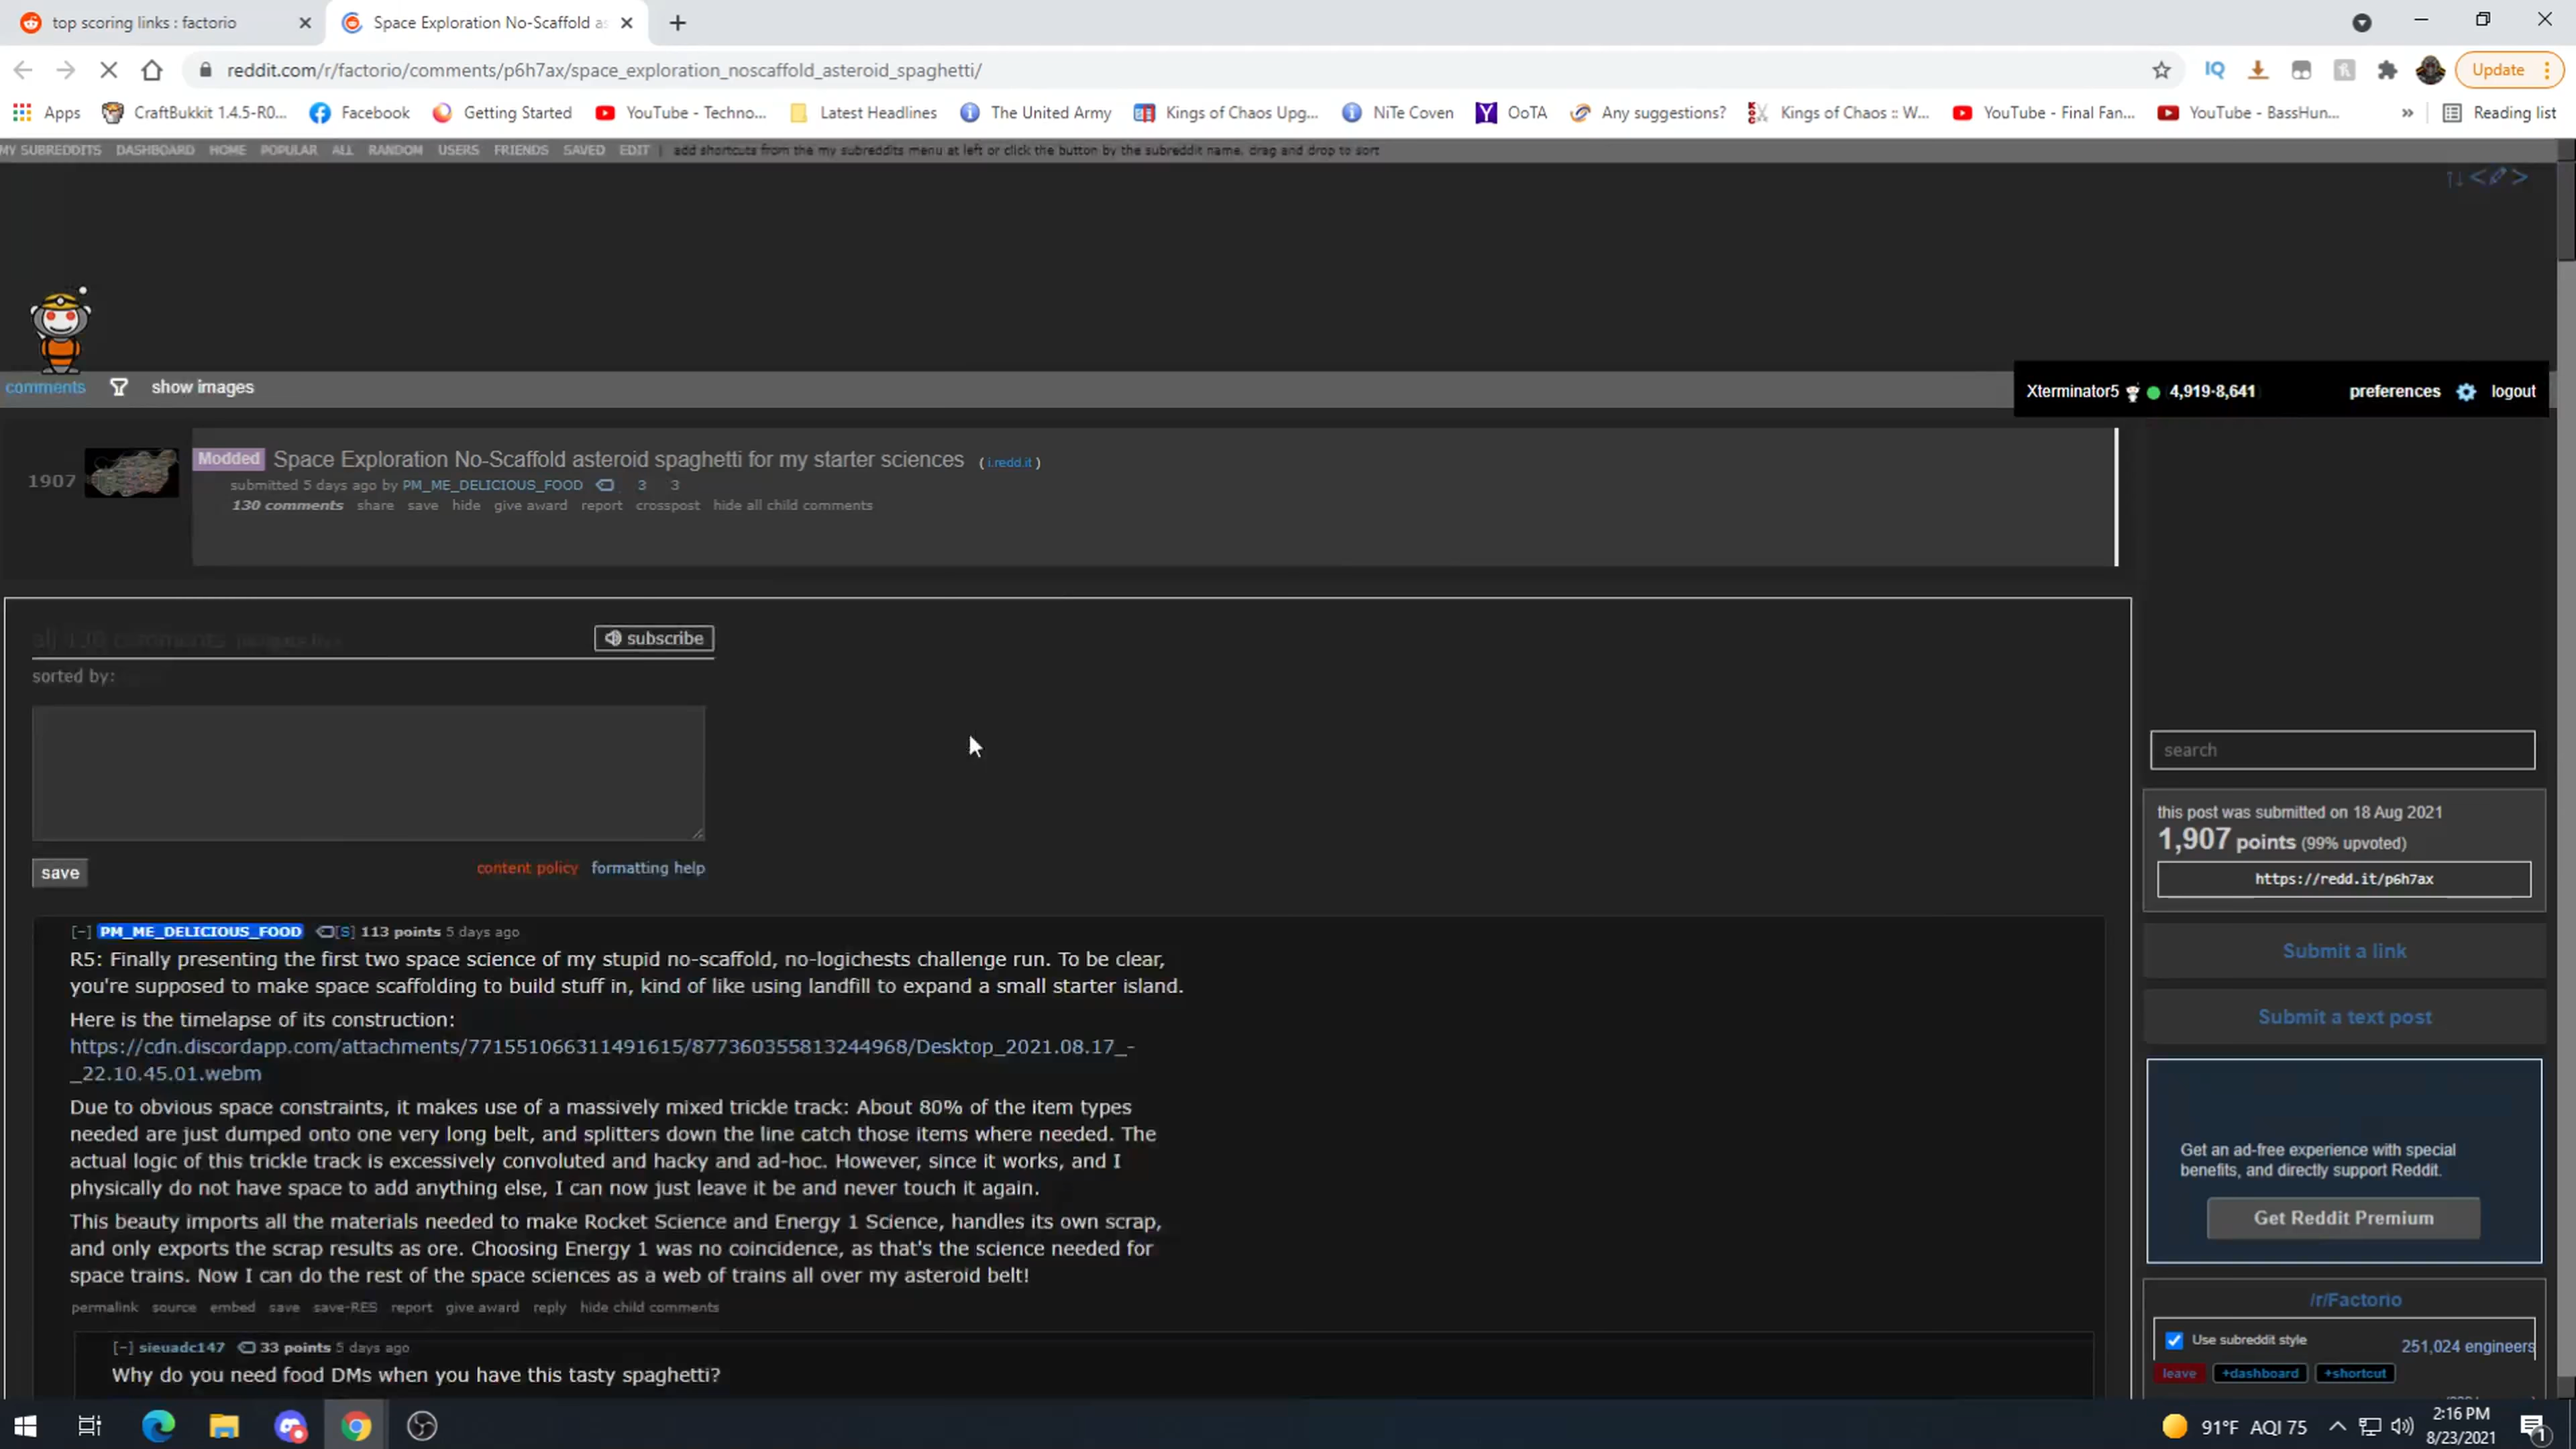 top scoring links : factorio
Space Exploration No-Scaffold as
reddit.com/r/factorio/comments/p6h7ax/space_exploration_noscaffold_asteroid_spaghetti/
Update
Apps
CraftBukkit 1.4.5-R0...
Facebook
Getting Started
YouTube - Techno...
Latest Headlines
The United Army
Kings of Chaos Upg...
NiTe Coven
OoTA
Any suggestions?
Kings of Chaos :: W...
YouTube - Final Fan...
YouTube - BassHun...
»
Reading list
MY SUBREDDITS DASHBOARD HOME POPULAR ALL RANDOM USERS FRIENDS SAVED EDIT | add shortcuts from the my subreddits menu at left or click the button by the subreddit name, drag and drop to sort
comments show images
Xterminator5 4,919·8,641 preferences logout
1907
Modded Space Exploration No-Scaffold asteroid spaghetti for my starter sciences ( i.redd.it )
submitted 5 days ago by PM_ME_DELICIOUS_FOOD 3 3
130 comments share save hide give award report crosspost hide all child comments
all 130 comments
subscribe
sorted by:
save
content policy formatting help
search
this post was submitted on 18 Aug 2021
1,907 points (99% upvoted)
https://redd.it/p6h7ax
Submit a link
Submit a text post
Get an ad-free experience with special
benefits, and directly support Reddit.
Get Reddit Premium
/r/Factorio
Use subreddit style
251,024 engineers
leave +dashboard +shortcut
[–] PM_ME_DELICIOUS_FOOD [S] 113 points 5 days ago
R5: Finally presenting the first two space science of my stupid no-scaffold, no-logichests challenge run. To be clear,
you're supposed to make space scaffolding to build stuff in, kind of like using landfill to expand a small starter island.
Here is the timelapse of its construction:
https://cdn.discordapp.com/attachments/771551066311491615/877360355813244968/Desktop_2021.08.17_-
_22.10.45.01.webm
Due to obvious space constraints, it makes use of a massively mixed trickle track: About 80% of the item types
needed are just dumped onto one very long belt, and splitters down the line catch those items where needed. The
actual logic of this trickle track is excessively convoluted and hacky and ad-hoc. However, since it works, and I
physically do not have space to add anything else, I can now just leave it be and never touch it again.
This beauty imports all the materials needed to make Rocket Science and Energy 1 Science, handles its own scrap,
and only exports the scrap results as ore. Choosing Energy 1 was no coincidence, as that's the science needed for
space trains. Now I can do the rest of the space sciences as a web of trains all over my asteroid belt!
permalink source embed save save-RES report give award reply hide child comments
[–] sieuadc147 33 points 5 days ago
Why do you need food DMs when you have this tasty spaghetti?
91°F AQI 75
2:16 PM
8/23/2021
1